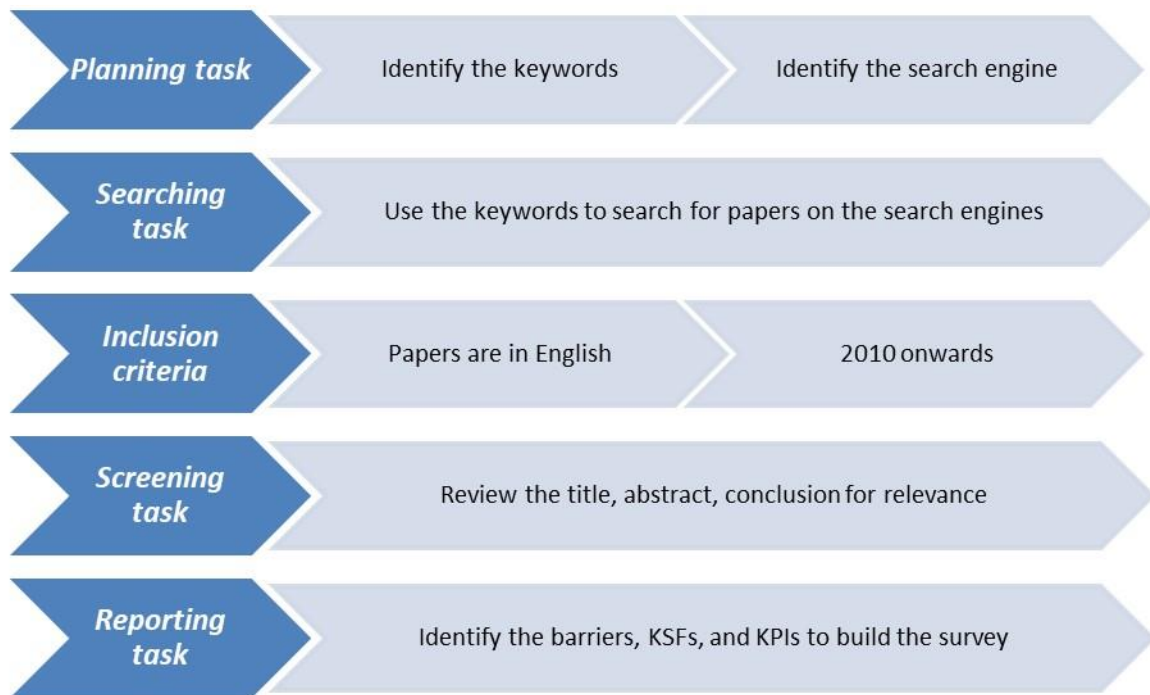 Planning task
Identify the keywords
Identify the search engine
Searching
task
Use the keywords to search for papers on the search engines
Inclusion
criteria
Papers are in English
2010 onwards
Screening
task
Review the title, abstract, conclusion for relevance
Reporting
task
Identify the barriers, KSFs, and KPIs to build the survey